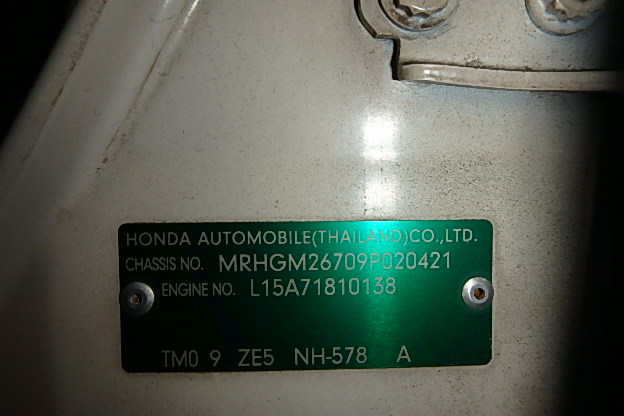 HONDA AUTOMOBILE(THAILAND)CO.,LTD.
CHASSIS NO. MRHGM26709P020421
ENGINE NO. L15A71810138
TM0 9 ZE5 NH-578 A